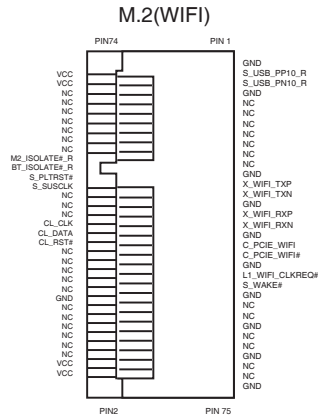 M.2(WIFI)
PIN74
PIN 1
VCC
VCC
NC
NC
NC
NC
NC
NC
NC
M2_ISOLATE#_R
BT_ISOLATE#_R
S_PLTRST#
S_SUSCLK
NC
NC
NC
CL_CLK
CL_DATA
CL_RST#
NC
NC
NC
NC
NC
GND
NC
NC
NC
NC
NC
NC
VCC
VCC
GND
S_USB_PP10_R
S_USB_PN10_R
GND
NC
NC
NC
NC
NC
NC
NC
GND
X_WIFI_TXP
X_WIFI_TXN
GND
X_WIFI_RXP
X_WIFI_RXN
GND
C_PCIE_WIFI
C_PCIE_WIFI#
GND
L1_WIFI_CLKREQ#
S_WAKE#
GND
NC
NC
GND
NC
NC
GND
NC
NC
GND
PIN2
PIN 75